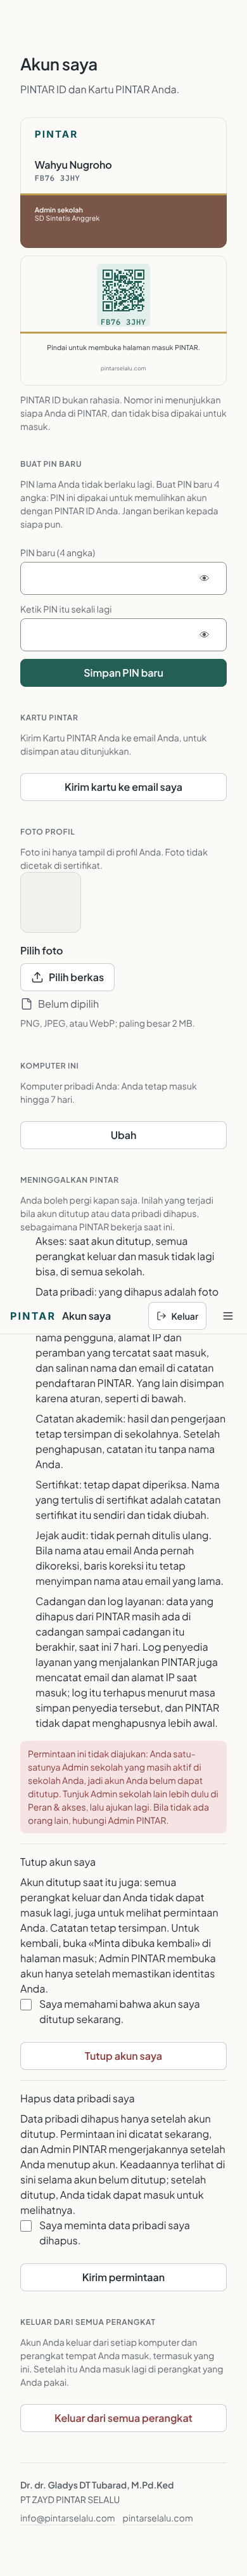 Akun saya
PINTAR ID dan Kartu PINTAR Anda.
PINTAR
Wahyu Nugroho
FB76 3JHY
Admin sekolah
SD Sintetis Anggrek
FB76 3JHY
Pindai untuk membuka halaman masuk PINTAR.
pintarselalu.com
PINTAR ID bukan rahasia. Nomor ini menunjukkan
siapa Anda di PINTAR, dan tidak bisa dipakai untuk
masuk.
BUAT PIN BARU
PIN lama Anda tidak berlaku lagi. Buat PIN baru 4
angka: PIN ini dipakai untuk memulihkan akun
dengan PINTAR ID Anda. Jangan berikan kepada
siapa pun.
PIN baru (4 angka)
Ketik PIN itu sekali lagi
Simpan PIN baru
KARTU PINTAR
Kirim Kartu PINTAR Anda ke email Anda, untuk
disimpan atau ditunjukkan.
Kirim kartu ke email saya
FOTO PROFIL
Foto ini hanya tampil di profil Anda. Foto tidak
dicetak di sertifikat.
Pilih foto
Pilih berkas
Belum dipilih
PNG, JPEG, atau WebP; paling besar 2 MB.
KOMPUTER INI
Komputer pribadi Anda: Anda tetap masuk
hingga 7 hari.
Ubah
MENINGGALKAN PINTAR
Anda boleh pergi kapan saja. Inilah yang terjadi
bila akun ditutup atau data pribadi dihapus,
sebagaimana PINTAR bekerja saat ini.
Akses: saat akun ditutup, semua
perangkat keluar dan masuk tidak lagi
bisa, di semua sekolah.
Data pribadi: yang dihapus adalah foto
PINTAR Akun saya Keluar
nama pengguna, alamat IP dan
peramban yang tercatat saat masuk,
dan salinan nama dan email di catatan
pendaftaran PINTAR. Yang lain disimpan
karena aturan, seperti di bawah.
Catatan akademik: hasil dan pengerjaan
tetap tersimpan di sekolahnya. Setelah
penghapusan, catatan itu tanpa nama
Anda.
Sertifikat: tetap dapat diperiksa. Nama
yang tertulis di sertifikat adalah catatan
sertifikat itu sendiri dan tidak diubah.
Jejak audit: tidak pernah ditulis ulang.
Bila nama atau email Anda pernah
dikoreksi, baris koreksi itu tetap
menyimpan nama atau email yang lama.
Cadangan dan log layanan: data yang
dihapus dari PINTAR masih ada di
cadangan sampai cadangan itu
berakhir, saat ini 7 hari. Log penyedia
layanan yang menjalankan PINTAR juga
mencatat email dan alamat IP saat
masuk; log itu terhapus menurut masa
simpan penyedia tersebut, dan PINTAR
tidak dapat menghapusnya lebih awal.
Permintaan ini tidak diajukan: Anda satu-
satunya Admin sekolah yang masih aktif di
sekolah Anda, jadi akun Anda belum dapat
ditutup. Tunjuk Admin sekolah lain lebih dulu di
Peran & akses, lalu ajukan lagi. Bila tidak ada
orang lain, hubungi Admin PINTAR.
Tutup akun saya
Akun ditutup saat itu juga: semua
perangkat keluar dan Anda tidak dapat
masuk lagi, juga untuk melihat permintaan
Anda. Catatan tetap tersimpan. Untuk
kembali, buka «Minta dibuka kembali» di
halaman masuk; Admin PINTAR membuka
akun hanya setelah memastikan identitas
Anda.
Saya memahami bahwa akun saya
ditutup sekarang.
Tutup akun saya
Hapus data pribadi saya
Data pribadi dihapus hanya setelah akun
ditutup. Permintaan ini dicatat sekarang,
dan Admin PINTAR mengerjakannya setelah
Anda menutup akun. Keadaannya terlihat di
sini selama akun belum ditutup; setelah
ditutup, Anda tidak dapat masuk untuk
melihatnya.
Saya meminta data pribadi saya
dihapus.
Kirim permintaan
KELUAR DARI SEMUA PERANGKAT
Akun Anda keluar dari setiap komputer dan
perangkat tempat Anda masuk, termasuk yang
ini. Setelah itu Anda masuk lagi di perangkat yang
Anda pakai.
Keluar dari semua perangkat
Dr. dr. Gladys DT Tubarad, M.Pd.Ked
PT ZAYD PINTAR SELALU
info@pintarselalu.com pintarselalu.com